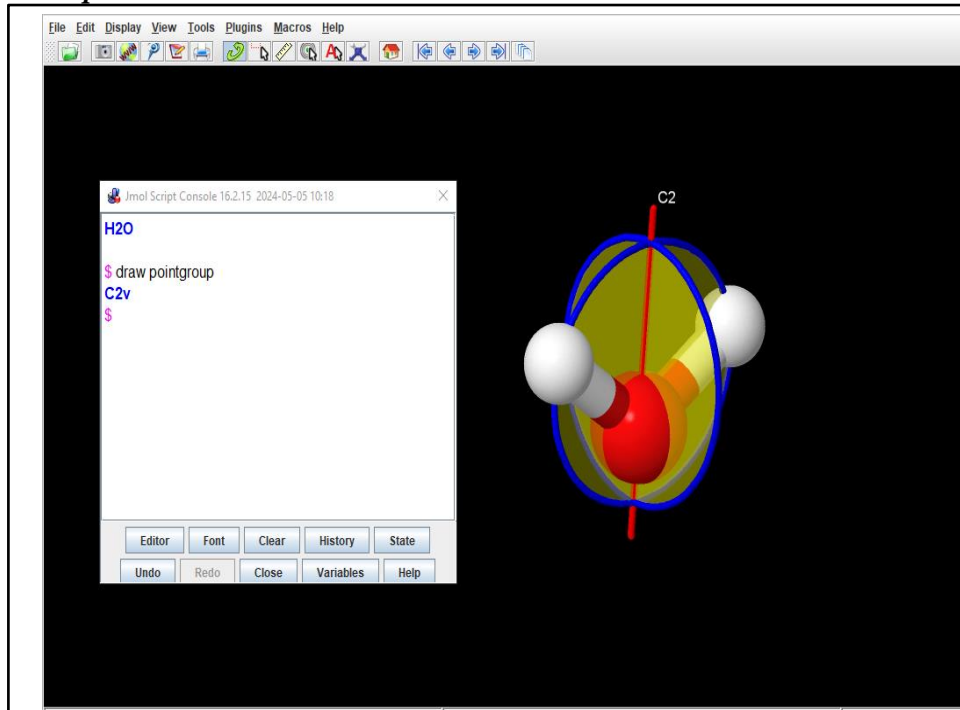 File Edit Display View Tools Plugins Macros Help
Jmol Script Console 16.2.15 2024-05-05 10:18
H2O
$ draw pointgroup
C2v
$
Editor Font Clear History State
Undo Redo Close Variables Help
C2